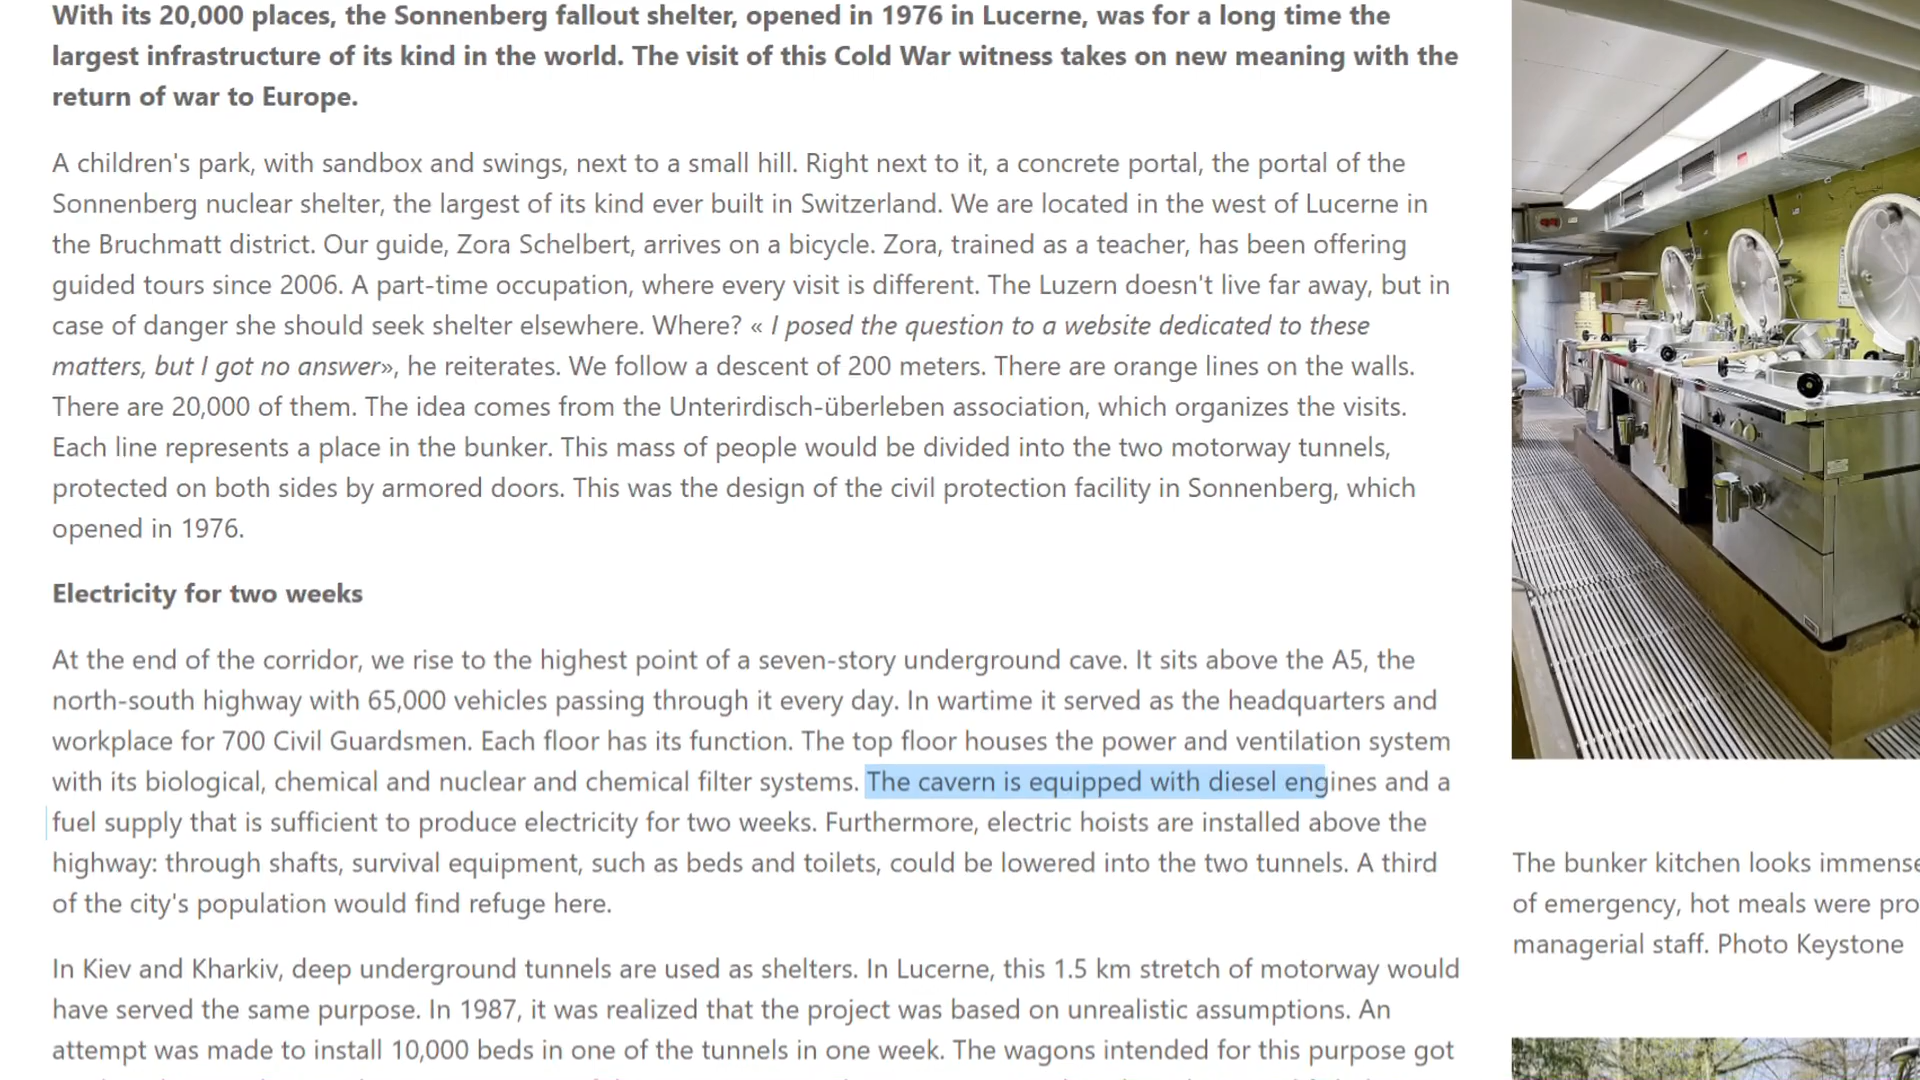 With its 20,000 places, the Sonnenberg fallout shelter, opened in 1976 in Lucerne, was for a long time the
largest infrastructure of its kind in the world. The visit of this Cold War witness takes on new meaning with the
return of war to Europe.
A children's park, with sandbox and swings, next to a small hill. Right next to it, a concrete portal, the portal of the
Sonnenberg nuclear shelter, the largest of its kind ever built in Switzerland. We are located in the west of Lucerne in
the Bruchmatt district. Our guide, Zora Schelbert, arrives on a bicycle. Zora, trained as a teacher, has been offering
guided tours since 2006. A part-time occupation, where every visit is different. The Luzern doesn't live far away, but in
case of danger she should seek shelter elsewhere. Where? « I posed the question to a website dedicated to these
matters, but I got no answer», he reiterates. We follow a descent of 200 meters. There are orange lines on the walls.
There are 20,000 of them. The idea comes from the Unterirdisch-überleben association, which organizes the visits.
Each line represents a place in the bunker. This mass of people would be divided into the two motorway tunnels,
protected on both sides by armored doors. This was the design of the civil protection facility in Sonnenberg, which
opened in 1976.
Electricity for two weeks
At the end of the corridor, we rise to the highest point of a seven-story underground cave. It sits above the A5, the
north-south highway with 65,000 vehicles passing through it every day. In wartime it served as the headquarters and
workplace for 700 Civil Guardsmen. Each floor has its function. The top floor houses the power and ventilation system
with its biological, chemical and nuclear and chemical filter systems. The cavern is equipped with diesel engines and a
fuel supply that is sufficient to produce electricity for two weeks. Furthermore, electric hoists are installed above the
highway: through shafts, survival equipment, such as beds and toilets, could be lowered into the two tunnels. A third
of the city's population would find refuge here.
In Kiev and Kharkiv, deep underground tunnels are used as shelters. In Lucerne, this 1.5 km stretch of motorway would
have served the same purpose. In 1987, it was realized that the project was based on unrealistic assumptions. An
attempt was made to install 10,000 beds in one of the tunnels in one week. The wagons intended for this purpose got
The bunker kitchen looks immense
of emergency, hot meals were pro
managerial staff. Photo Keystone